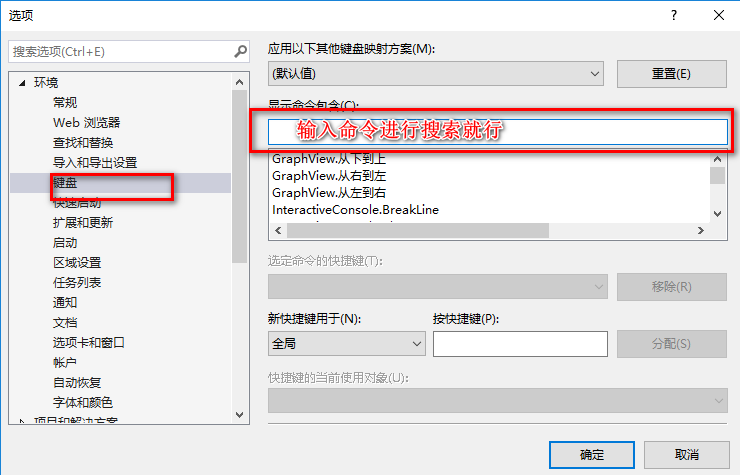 选项
搜索选项(Ctrl+E)
环境
常规
Web 浏览器
查找和替换
导入和导出设置
键盘
快速启动
扩展和更新
启动
区域设置
任务列表
通知
文档
选项卡和窗口
帐户
自动恢复
字体和颜色
项目和解决方案
应用以下其他键盘映射方案(M):
(默认值)
重置(E)
显示命令包含(C):
输入命令进行搜索就行
GraphView.从下到上
GraphView.从右到左
GraphView.从左到右
InteractiveConsole.BreakLine
选定命令的快捷键(T):
移除(R)
新快捷键用于(N):
按快捷键(P):
全局
分配(S)
快捷键的当前使用对象(U):
确定
取消